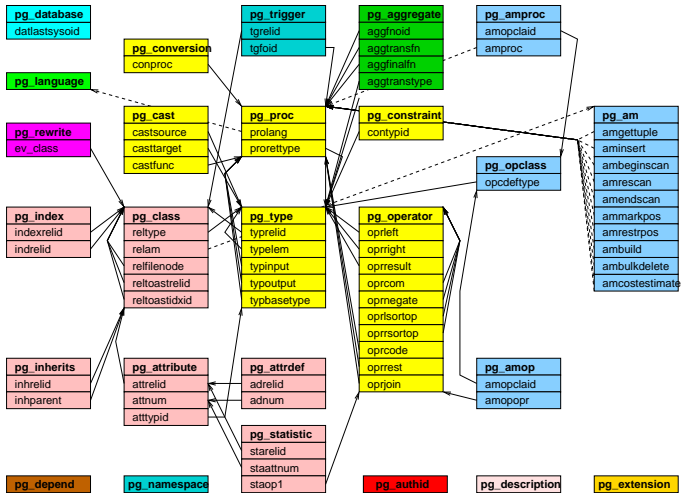 pg_database
datlastsysoid
pg_trigger
tgrelid
tgfoid
pg_aggregate
aggfnoid
aggtransfn
aggfinalfn
aggtranstype
pg_amproc
amopclaid
amproc
pg_conversion
conproc
pg_language
pg_cast
castsource
casttarget
castfunc
pg_proc
prolang
prorettype
pg_constraint
contypid
pg_am
amgettuple
aminsert
ambeginscan
amrescan
amendscan
ammarkpos
amrestrpos
ambuild
ambulkdelete
amcostestimate
pg_rewrite
ev_class
pg_opclass
opcdeftype
pg_index
indexrelid
indrelid
pg_class
reltype
relam
relfilenode
reltoastrelid
reltoastidxid
pg_type
typrelid
typelem
typinput
typoutput
typbasetype
pg_operator
oprleft
oprright
oprresult
oprcom
oprnegate
oprlsortop
oprrsortop
oprcode
oprrest
oprjoin
pg_inherits
inhrelid
inhparent
pg_attribute
attrelid
attnum
atttypid
pg_attrdef
adrelid
adnum
pg_amop
amopclaid
amopopr
pg_statistic
starelid
staattnum
staop1
pg_depend
pg_namespace
pg_authid
pg_description
pg_extension